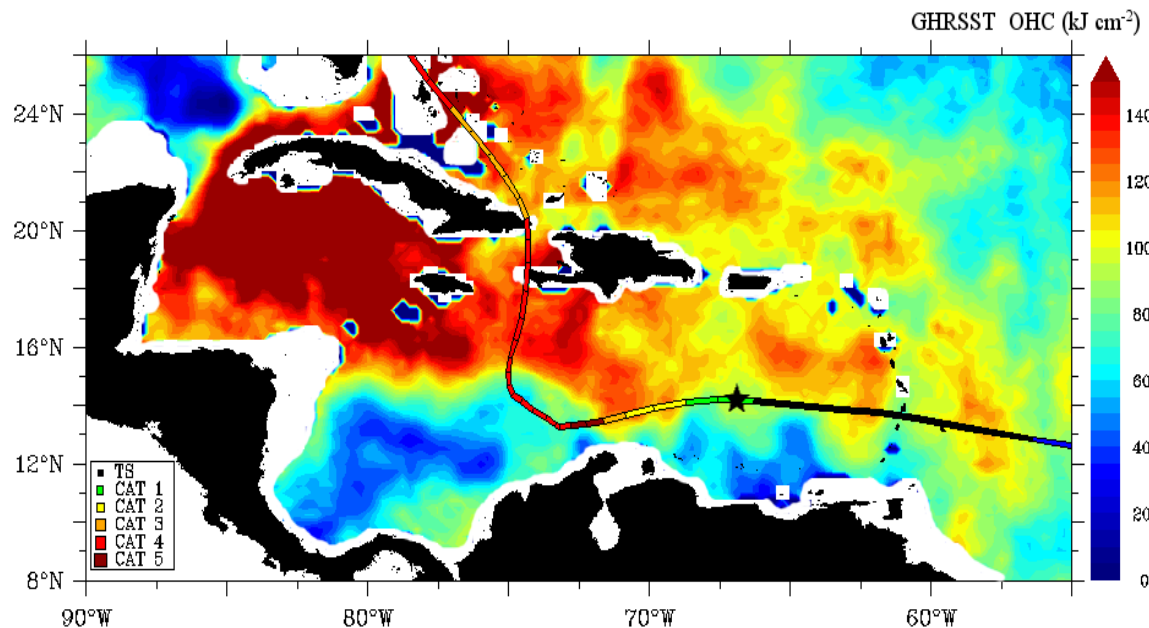 GHRSST OHC (kJ cm-2)
24°N
20°N
16°N
12°N
8°N
90°W
80°W
70°W
60°W
TS
CAT 1
CAT 2
CAT 3
CAT 4
CAT 5
140
120
100
80
60
40
20
0